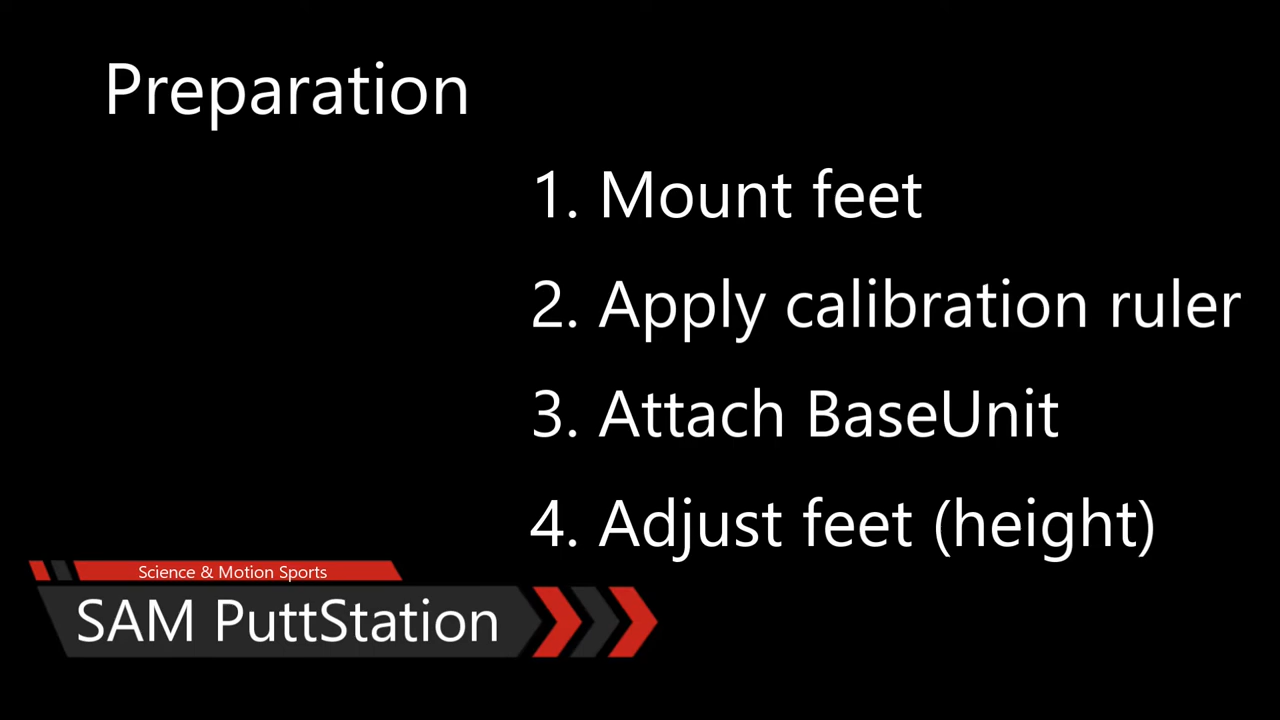 Preparation
1. Mount feet
2. Apply calibration ruler
3. Attach BaseUnit
4. Adjust feet (height)
Science & Motion Sports
SAM PuttStation